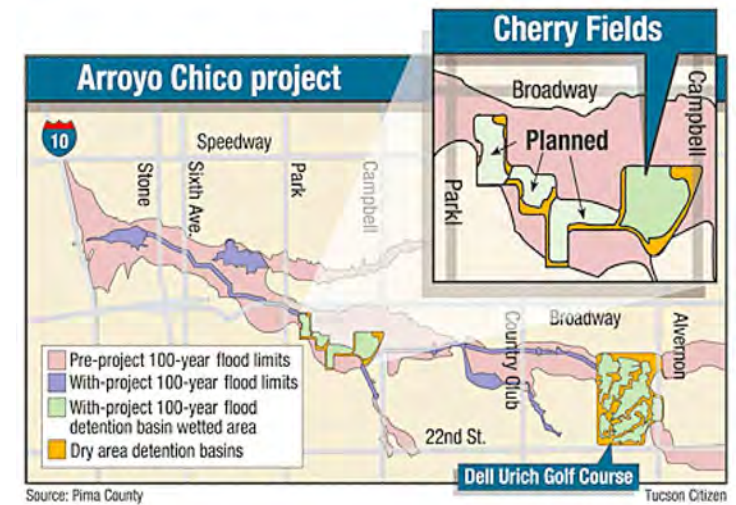 Cherry Fields
Arroyo Chico project
Broadway
Campbell
Planned
Parkl
10
Speedway
Stone
Sixth Ave.
Park
Campbell
Country Club
Broadway
Alvernon
Pre-project 100-year flood limits
With-project 100-year flood limits
With-project 100-year flood
detention basin wetted area
Dry area detention basins
22nd St.
Dell Urich Golf Course
Source: Pima County
Tucson Citizen